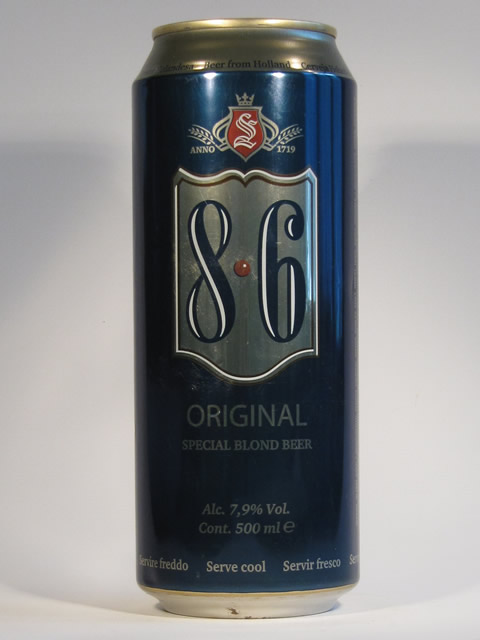 Beer from Holland
S
ANNO 1719
8·6
ORIGINAL
SPECIAL BLOND BEER
Alc. 7,9% Vol.
Cont. 500 ml ℮
Servire freddo Serve cool Servir fresco